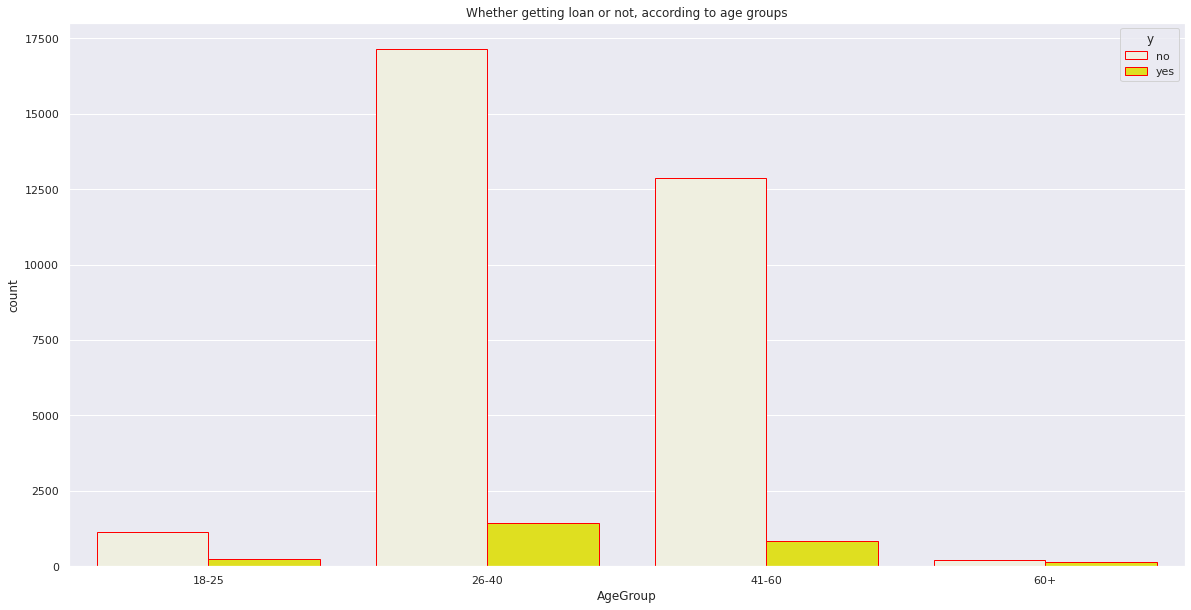 Whether getting loan or not, according to age groups
y
no
yes
17500
15000
12500
10000
7500
5000
2500
0
count
18-25
26-40
41-60
60+
AgeGroup